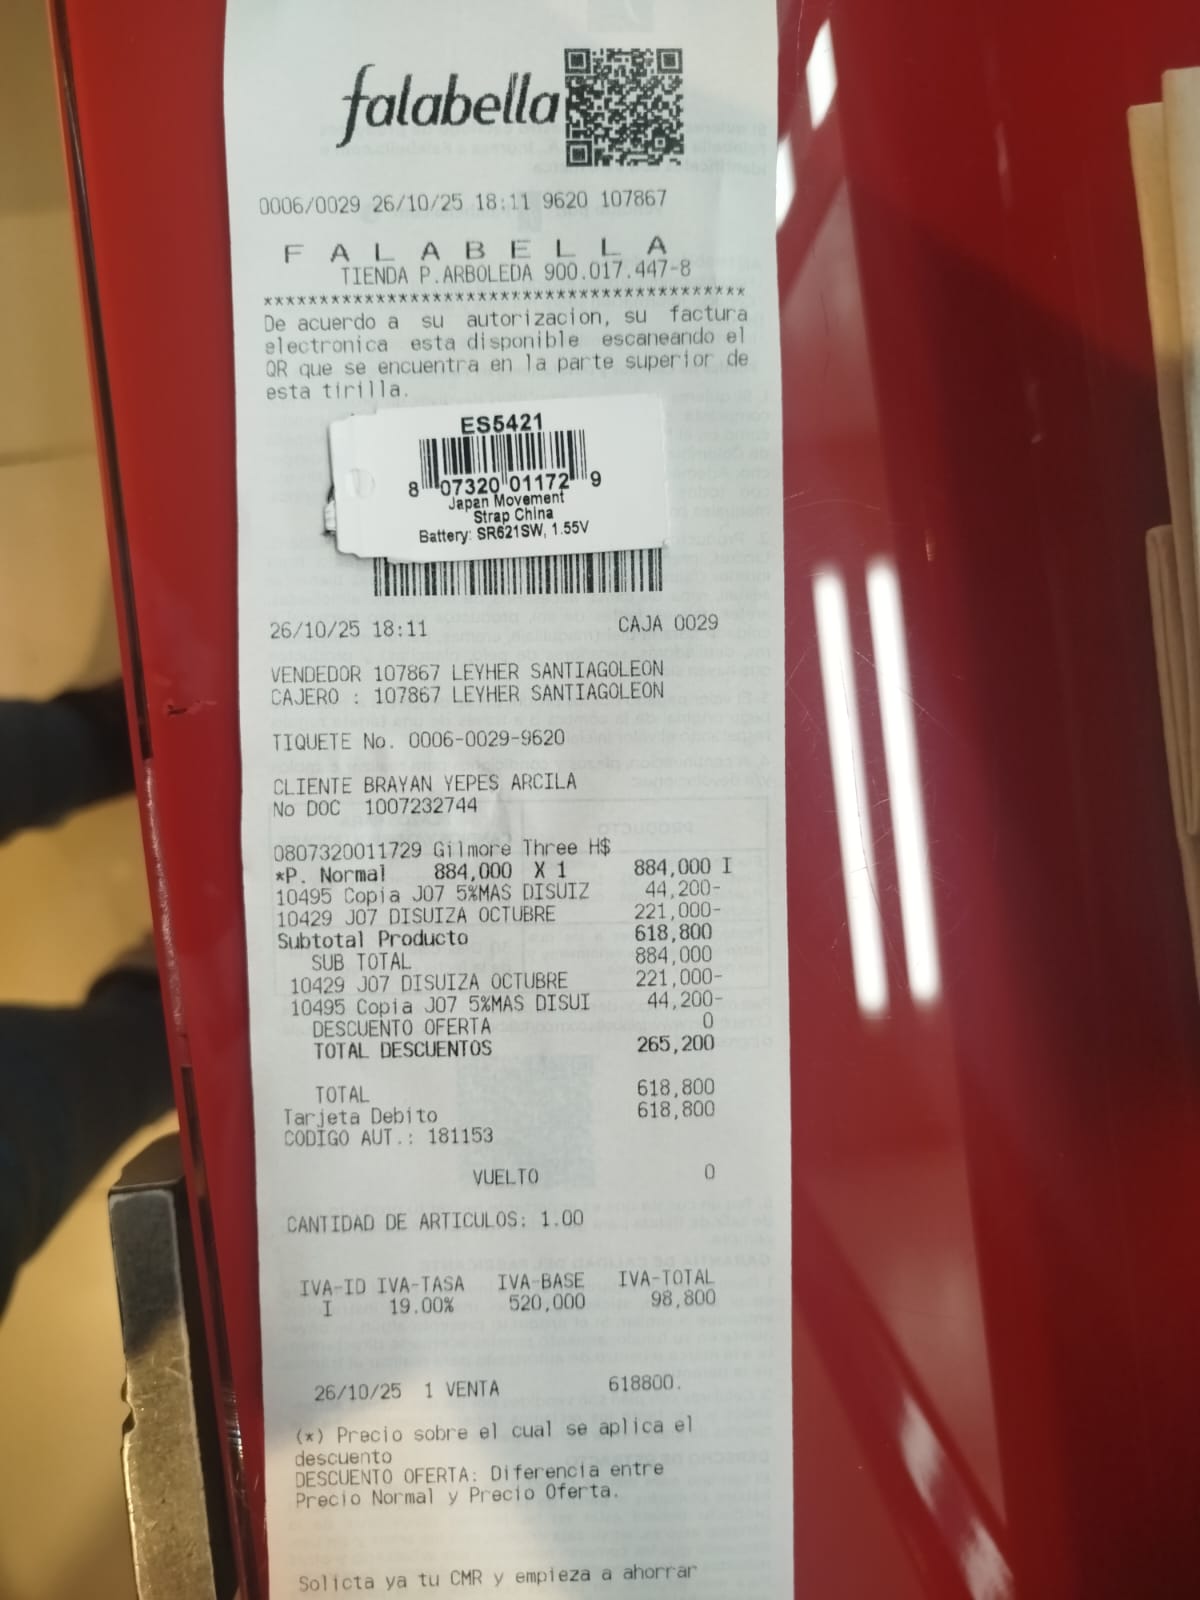 falabella
0006/0029 26/10/25 18:11 9620 107867
F A L A B E L L A
TIENDA P.ARBOLEDA 900.017.447-8
*******************************************
De acuerdo a su autorizacion, su factura
electronica esta disponible escaneando el
QR que se encuentra en la parte superior de
esta tirilla.
ES5421
8 07320 01172 9
Japan Movement
Strap China
Battery: SR621SW, 1.55V
26/10/25 18:11 CAJA 0029
VENDEDOR 107867 LEYHER SANTIAGOLEON
CAJERO : 107867 LEYHER SANTIAGOLEON
TIQUETE No. 0006-0029-9620
CLIENTE BRAYAN YEPES ARCILA
No DOC 1007232744
0807320011729 Gilmore Three H$
*P. Normal 884,000 X 1 884,000 I
10495 Copia J07 5%MAS DISUIZ 44,200-
10429 J07 DISUIZA OCTUBRE 221,000-
Subtotal Producto 618,800
SUB TOTAL 884,000
10429 J07 DISUIZA OCTUBRE 221,000-
10495 Copia J07 5%MAS DISUI 44,200-
DESCUENTO OFERTA 0
TOTAL DESCUENTOS 265,200
TOTAL 618,800
Tarjeta Debito 618,800
CODIGO AUT.: 181153
VUELTO 0
CANTIDAD DE ARTICULOS: 1.00
IVA-ID IVA-TASA IVA-BASE IVA-TOTAL
I 19.00% 520,000 98,800
26/10/25 1 VENTA 618800.
(*) Precio sobre el cual se aplica el
descuento
DESCUENTO OFERTA: Diferencia entre
Precio Normal y Precio Oferta.
Solicta ya tu CMR y empieza a ahorrar